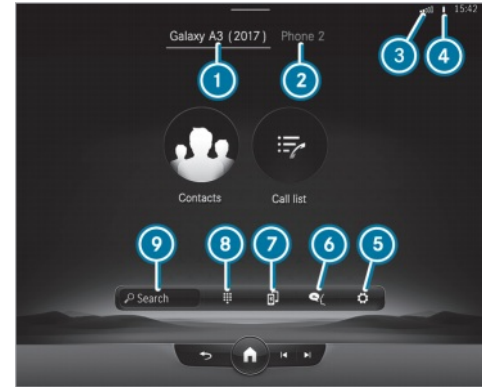 15:42
Galaxy A3 (2017) Phone 2
3 4
1 2
Contacts Call list
9 8 7 6 5
Search